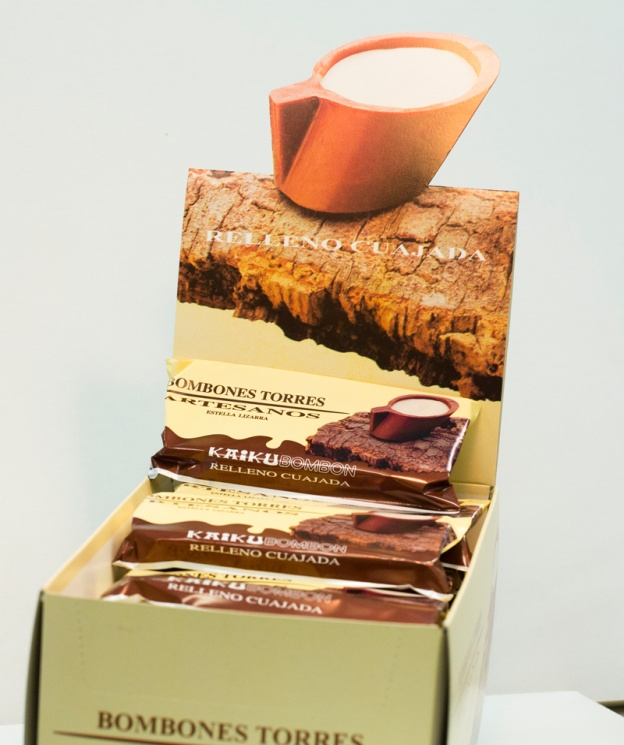 RELLENO CUAJADA
BOMBONES TORRES
ARTESANOS
ESTELLA LIZARRA
KAIKUBOMBON
RELLENO CUAJADA
BOMBONES TORRES
ARTESANOS
KAIKUBOMBON
RELLENO CUAJADA
KAIKUBOMBON
RELLENO CUAJADA
BOMBONES TORRES